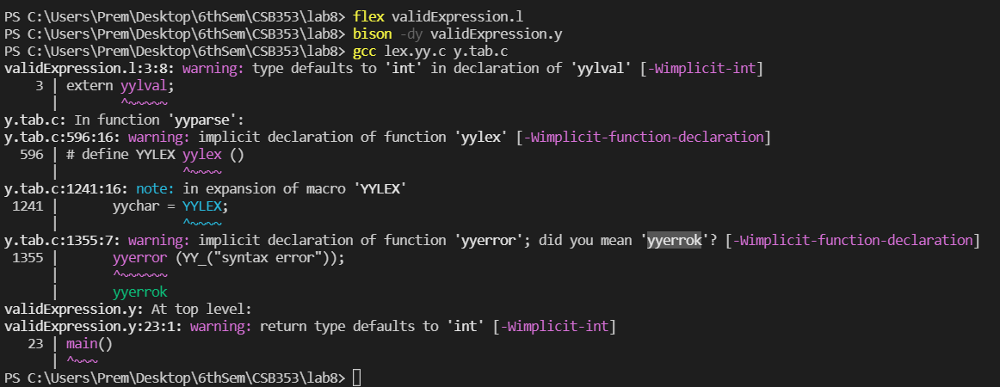 PS C:\Users\Prem\Desktop\6thSem\CSB353\lab8> flex validExpression.l
PS C:\Users\Prem\Desktop\6thSem\CSB353\lab8> bison -dy validExpression.y
PS C:\Users\Prem\Desktop\6thSem\CSB353\lab8> gcc lex.yy.c y.tab.c
validExpression.l:3:8: warning: type defaults to 'int' in declaration of 'yylval' [-Wimplicit-int]
    3 | extern yylval;
      |        ^~~~~~
y.tab.c: In function 'yyparse':
y.tab.c:596:16: warning: implicit declaration of function 'yylex' [-Wimplicit-function-declaration]
  596 | # define YYLEX yylex ()
      |                ^~~~~
y.tab.c:1241:16: note: in expansion of macro 'YYLEX'
 1241 |       yychar = YYLEX;
      |                ^~~~~
y.tab.c:1355:7: warning: implicit declaration of function 'yyerror'; did you mean 'yyerrok'? [-Wimplicit-function-declaration]
 1355 |       yyerror (YY_("syntax error"));
      |       ^~~~~~~
      |       yyerrok
validExpression.y: At top level:
validExpression.y:23:1: warning: return type defaults to 'int' [-Wimplicit-int]
   23 | main()
      | ^~~~
PS C:\Users\Prem\Desktop\6thSem\CSB353\lab8>